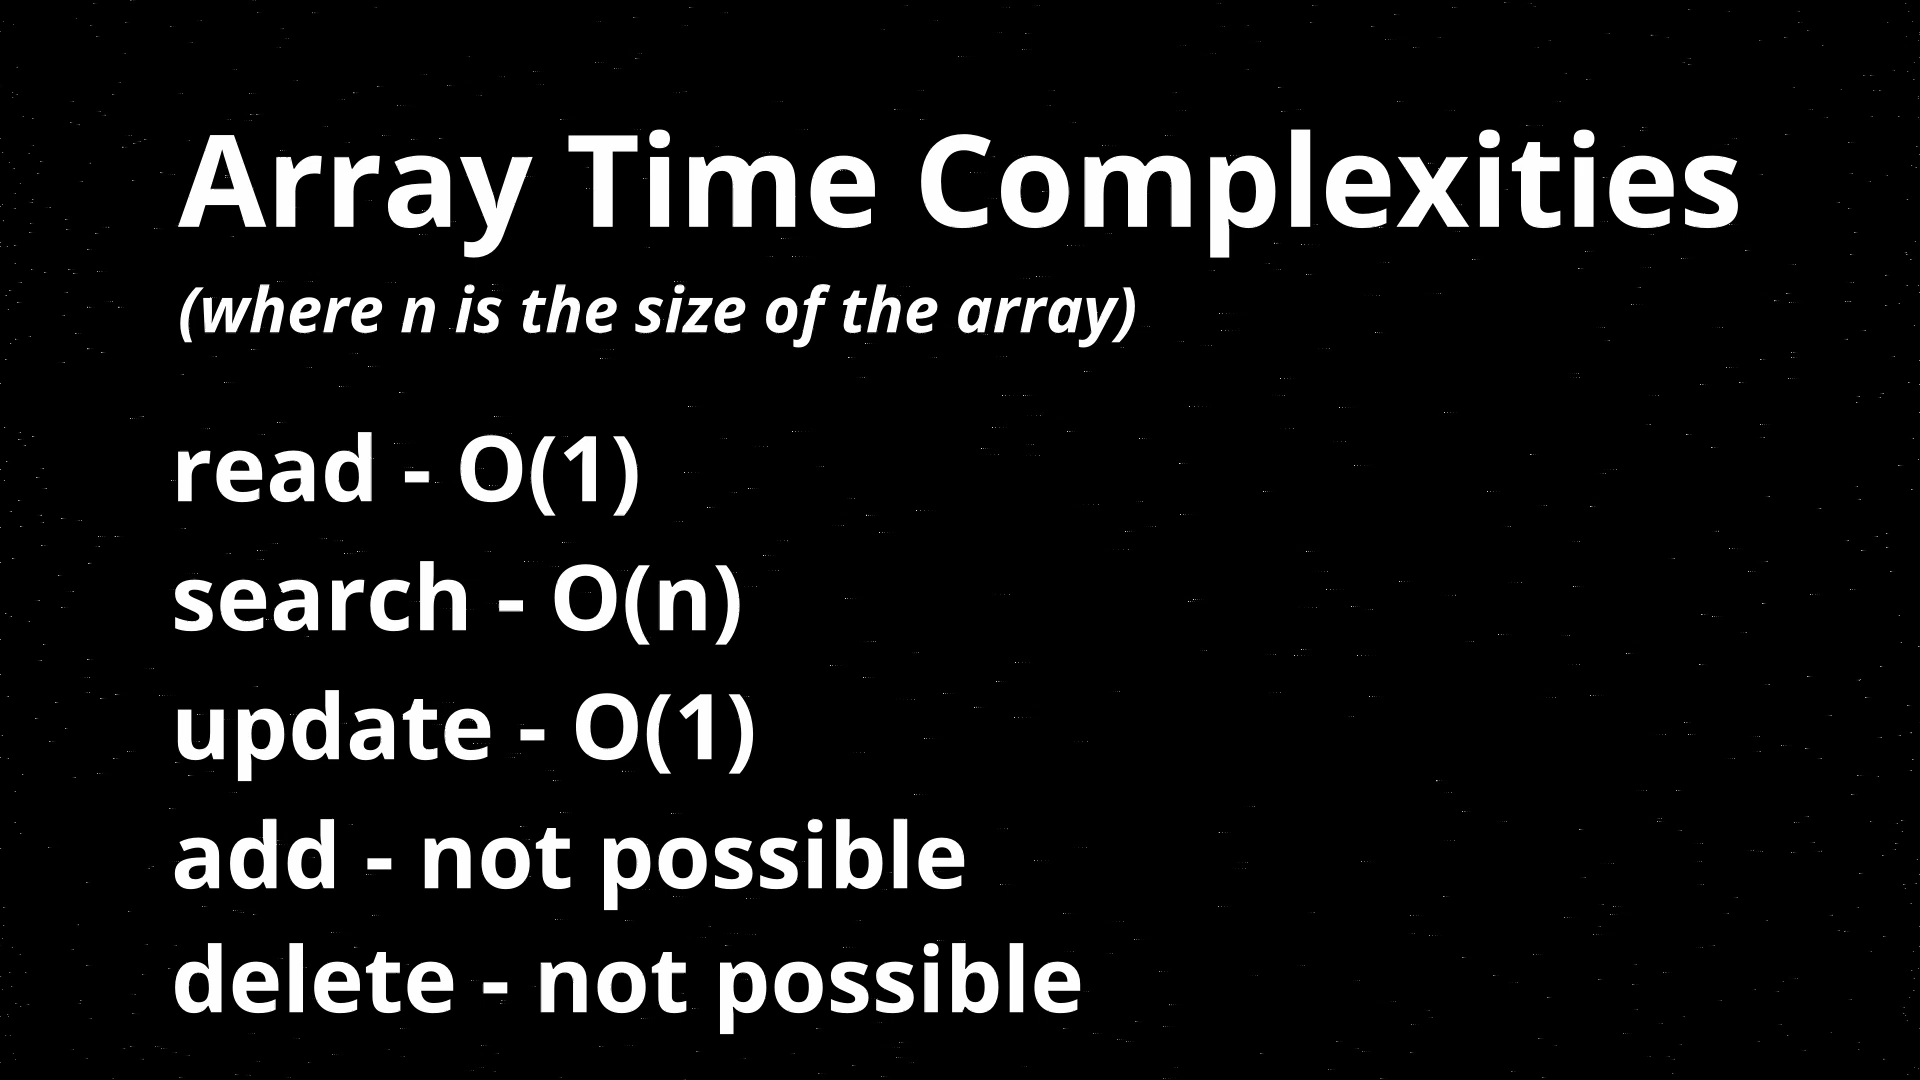 Array Time Complexities
(where n is the size of the array)
read - O(1)
search - O(n)
update - O(1)
add - not possible
delete - not possible